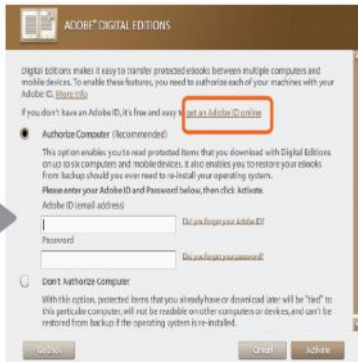 ADOBE® DIGITAL EDITIONS
Digital Editions makes it easy to transfer protected eBooks between multiple computers and
mobile devices. To enable these features, you need to authorize each of your machines with your
Adobe ID. More Info
If you don't have an Adobe ID, it's free and easy to get an Adobe ID online
Authorize Computer (Recommended)
This option enables you to read protected items that you download with Digital Editions
on up to six computers and mobile devices. It also enables you to restore your eBooks
from backup should you ever need to re-install your operating system.
Please enter your Adobe ID and Password below, then click Activate.
Adobe ID (email address)
Did you forget your Adobe ID?
Password
Did you forget your password?
Don't Authorize Computer
With this option, protected items that you already have or download later will be "tied" to
this particular computer, will not be readable on other computers or devices, and can't be
restored from backup if the operating system is re-installed.
Go Back
Cancel
Activate